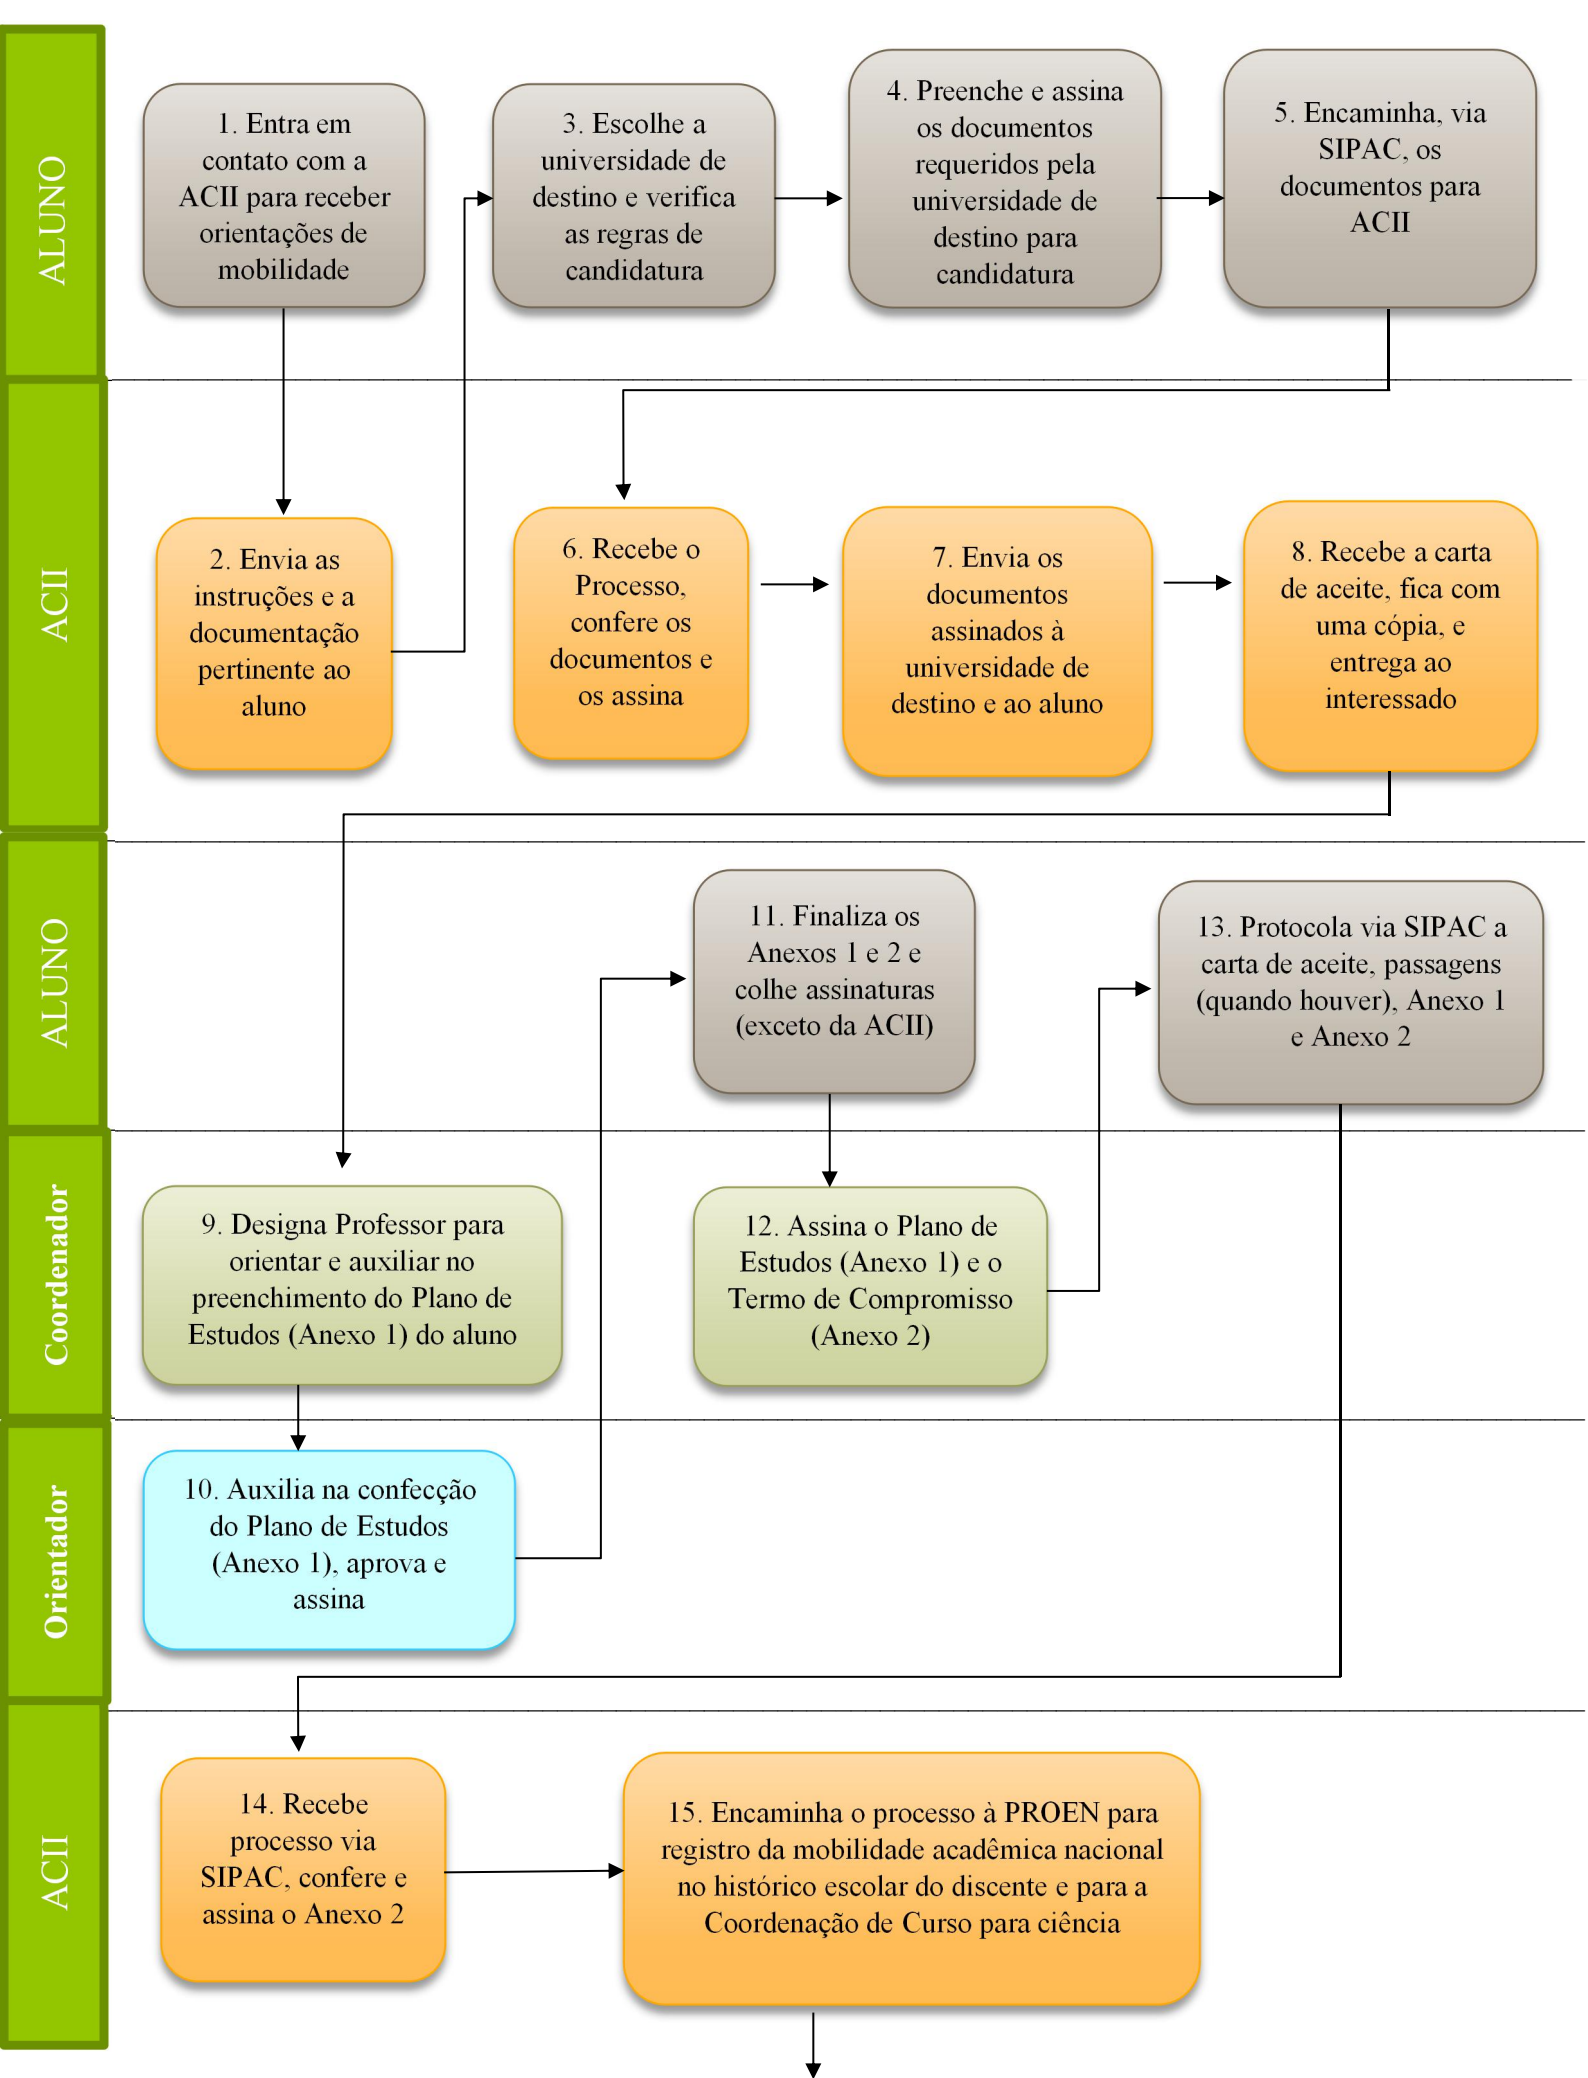 ALUNO
1. Entra em
contato com a
ACII para receber
orientações de
mobilidade
3. Escolhe a
universidade de
destino e verifica
as regras de
candidatura
4. Preenche e assina
os documentos
requeridos pela
universidade de
destino para
candidatura
5. Encaminha, via
SIPAC, os
documentos para
ACII
ACII
2. Envia as
instruções e a
documentação
pertinente ao
aluno
6. Recebe o
Processo,
confere os
documentos e
os assina
7. Envia os
documentos
assinados à
universidade de
destino e ao aluno
8. Recebe a carta
de aceite, fica com
uma cópia, e
entrega ao
interessado
ALUNO
11. Finaliza os
Anexos 1 e 2 e
colhe assinaturas
(exceto da ACII)
13. Protocola via SIPAC a
carta de aceite, passagens
(quando houver), Anexo 1
e Anexo 2
Coordenador
9. Designa Professor para
orientar e auxiliar no
preenchimento do Plano de
Estudos (Anexo 1) do aluno
12. Assina o Plano de
Estudos (Anexo 1) e o
Termo de Compromisso
(Anexo 2)
Orientador
10. Auxilia na confecção
do Plano de Estudos
(Anexo 1), aprova e
assina
ACII
14. Recebe
processo via
SIPAC, confere e
assina o Anexo 2
15. Encaminha o processo à PROEN para
registro da mobilidade acadêmica nacional
no histórico escolar do discente e para a
Coordenação de Curso para ciência